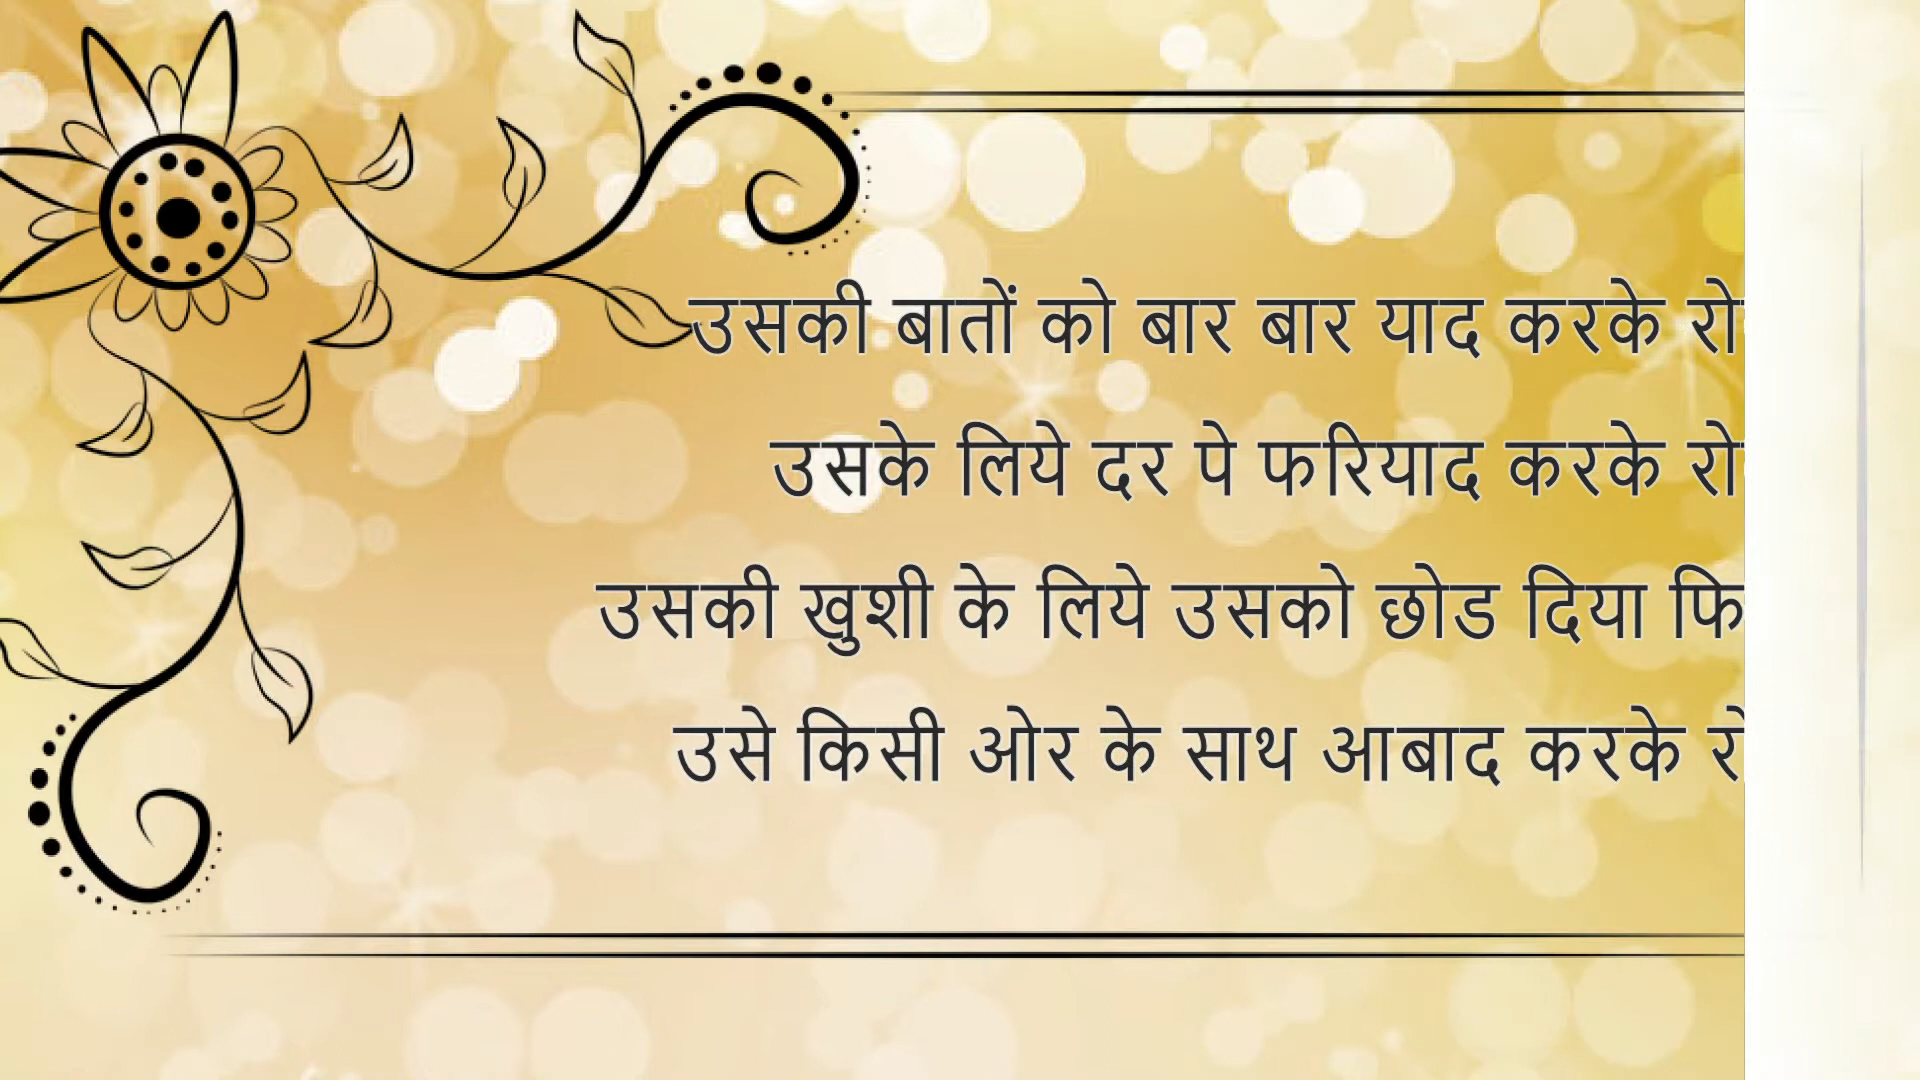 उसकी बातों को बार बार याद करके
उसके लिये दर पे फरियाद करके
उसकी खुशी के लिये उसको छोड दिया
उसे किसी ओर के साथ आबाद करके